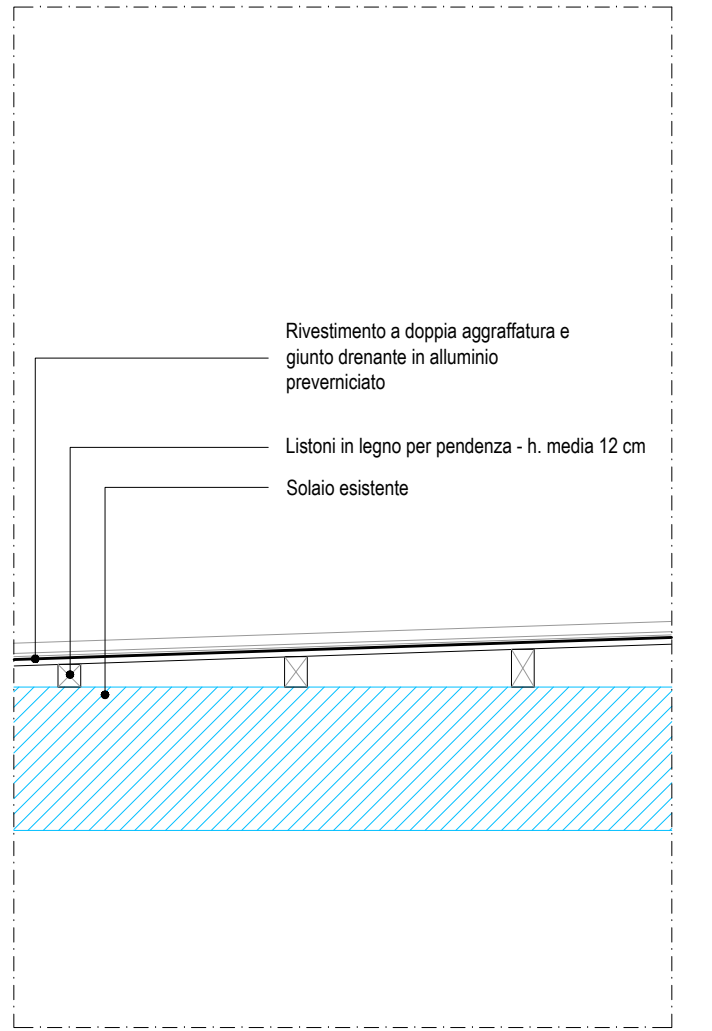 Rivestimento a doppia aggraffatura e
giunto drenante in alluminio
preverniciato
Listoni in legno per pendenza - h. media 12 cm
Solaio esistente